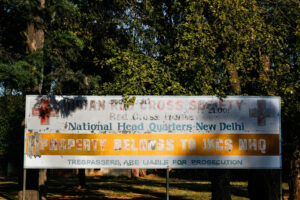 INDIAN RED CROSS SOCIETY
Red Cross House
National Head Quarters New Delhi
PROPERTY BELONGS TO IRCS NHQ
TRESPASSERS, ARE LIABLE FOR PROSECUTION